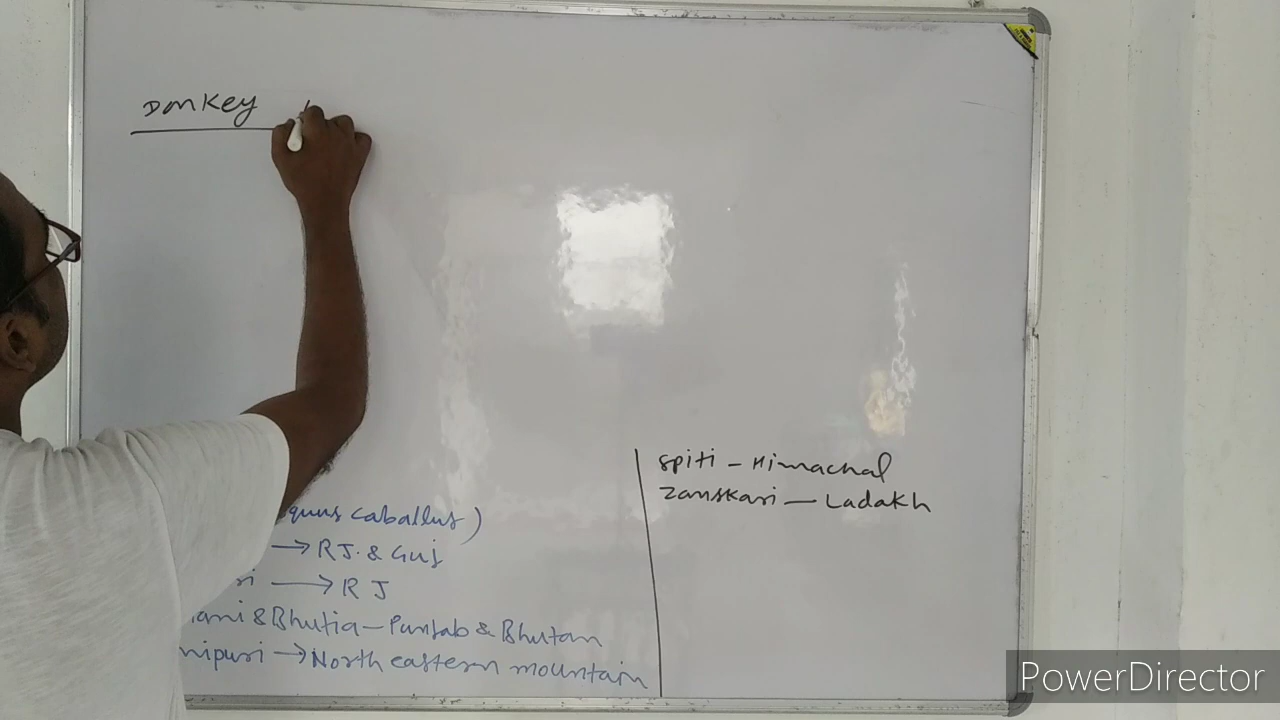 Donkey
quus caballus)
→ RJ. & Guj
ri → RJ
ani & Bhutia - Punjab & Bhutan
nipuri → North eastern mountain
spiti - Himachal
Zanskari — Ladakh
PowerDirector